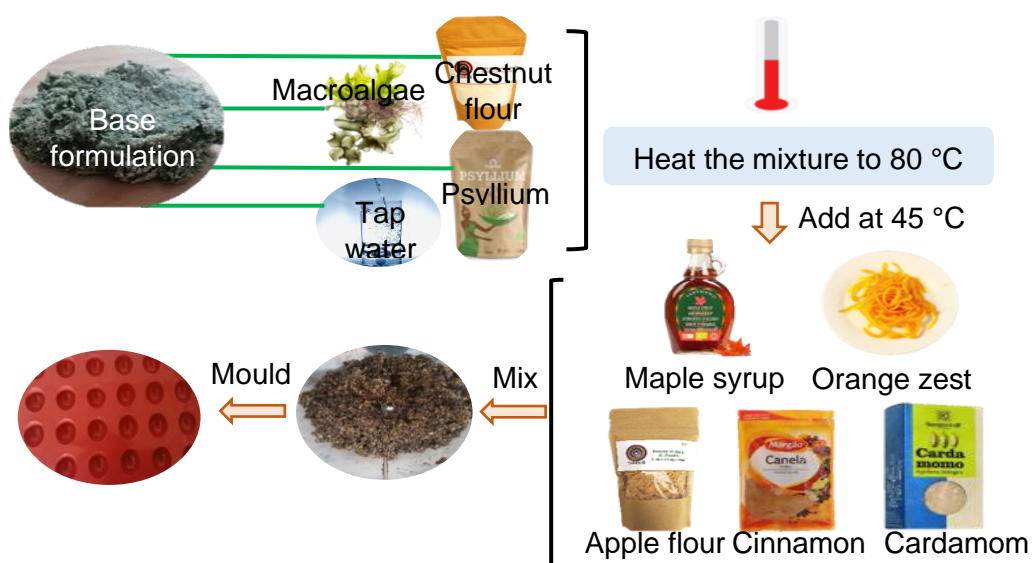 Base
formulation
Macroalgae
Chestnut
flour
PSYLLIUM
Psyllium
Tap
water
Heat the mixture to 80 °C
Add at 45 °C
Maple syrup
Orange zest
Mould
Mix
Margão
Canela
Carda
momo
Apple flour
Cinnamon
Cardamom